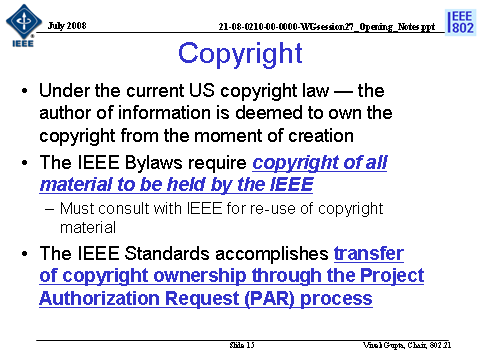 July 2008
21-08-0210-00-0000-WGsession27_Opening_Notes.ppt
IEEE
IEEE
802
Copyright
• Under the current US copyright law — the
author of information is deemed to own the
copyright from the moment of creation
• The IEEE Bylaws require copyright of all
material to be held by the IEEE
– Must consult with IEEE for re-use of copyright
material
• The IEEE Standards accomplishes transfer
of copyright ownership through the Project
Authorization Request (PAR) process
Slide 15
Vivek Gupta, Chair, 802.21